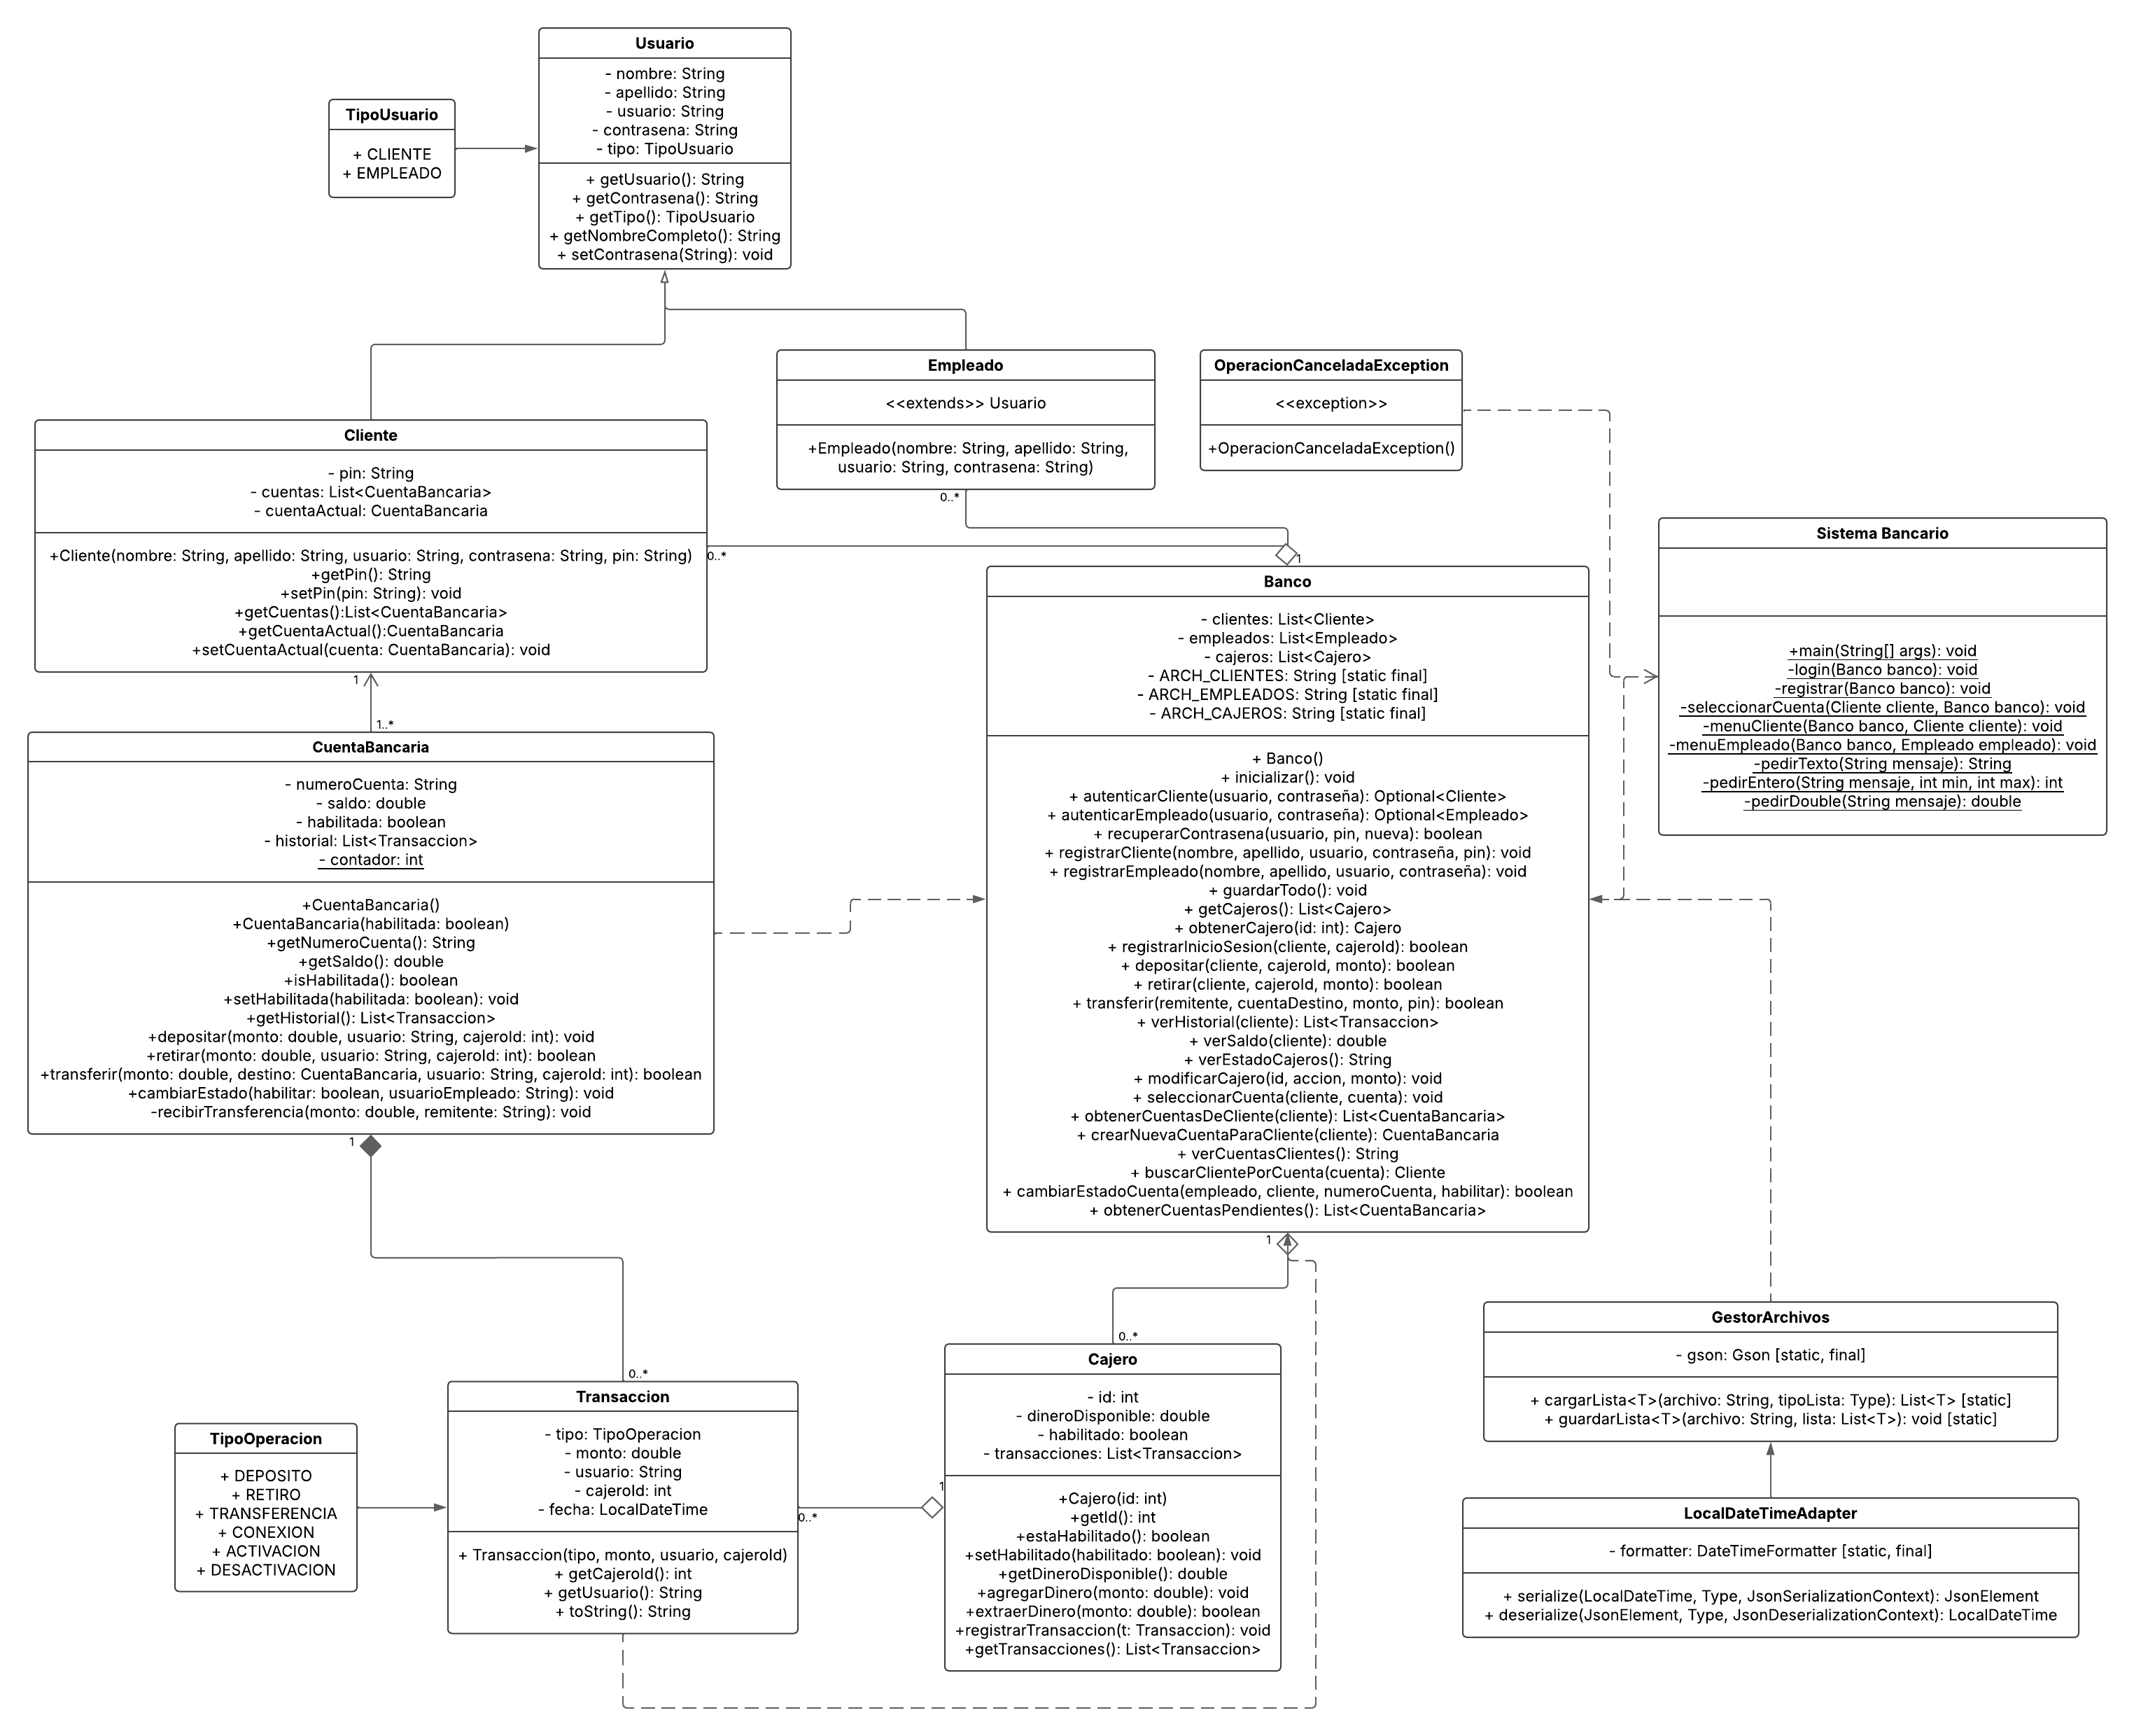 Usuario
- nombre: String
- apellido: String
- usuario: String
- contrasena: String
- tipo: TipoUsuario
+ getUsuario(): String
+ getContrasena(): String
+ getTipo(): TipoUsuario
+ getNombreCompleto(): String
+ setContrasena(String): void
TipoUsuario
+ CLIENTE
+ EMPLEADO
Empleado
<<extends>> Usuario
+Empleado(nombre: String, apellido: String,
usuario: String, contrasena: String)
0..*
OperacionCanceladaException
<<exception>>
+OperacionCanceladaException()
Cliente
- pin: String
- cuentas: List<CuentaBancaria>
- cuentaActual: CuentaBancaria
+Cliente(nombre: String, apellido: String, usuario: String, contrasena: String, pin: String)
+getPin(): String
+setPin(pin: String): void
+getCuentas():List<CuentaBancaria>
+getCuentaActual():CuentaBancaria
+setCuentaActual(cuenta: CuentaBancaria): void
0..*
1
1
1..*
Sistema Bancario
+main(String[] args): void
-login(Banco banco): void
-registrar(Banco banco): void
-seleccionarCuenta(Cliente cliente, Banco banco): void
-menuCliente(Banco banco, Cliente cliente): void
-menuEmpleado(Banco banco, Empleado empleado): void
-pedirTexto(String mensaje): String
-pedirEntero(String mensaje, int min, int max): int
-pedirDouble(String mensaje): double
Banco
- clientes: List<Cliente>
- empleados: List<Empleado>
- cajeros: List<Cajero>
- ARCH_CLIENTES: String [static final]
- ARCH_EMPLEADOS: String [static final]
- ARCH_CAJEROS: String [static final]
+ Banco()
+ inicializar(): void
+ autenticarCliente(usuario, contraseña): Optional<Cliente>
+ autenticarEmpleado(usuario, contraseña): Optional<Empleado>
+ recuperarContrasena(usuario, pin, nueva): boolean
+ registrarCliente(nombre, apellido, usuario, contraseña, pin): void
+ registrarEmpleado(nombre, apellido, usuario, contraseña): void
+ guardarTodo(): void
+ getCajeros(): List<Cajero>
+ obtenerCajero(id: int): Cajero
+ registrarInicioSesion(cliente, cajeroId): boolean
+ depositar(cliente, cajeroId, monto): boolean
+ retirar(cliente, cajeroId, monto): boolean
+ transferir(remitente, cuentaDestino, monto, pin): boolean
+ verHistorial(cliente): List<Transaccion>
+ verSaldo(cliente): double
+ verEstadoCajeros(): String
+ modificarCajero(id, accion, monto): void
+ seleccionarCuenta(cliente, cuenta): void
+ obtenerCuentasDeCliente(cliente): List<CuentaBancaria>
+ crearNuevaCuentaParaCliente(cliente): CuentaBancaria
+ verCuentasClientes(): String
+ buscarClientePorCuenta(cuenta): Cliente
+ cambiarEstadoCuenta(empleado, cliente, numeroCuenta, habilitar): boolean
+ obtenerCuentasPendientes(): List<CuentaBancaria>
1
CuentaBancaria
- numeroCuenta: String
- saldo: double
- habilitada: boolean
- historial: List<Transaccion>
- contador: int
+CuentaBancaria()
+CuentaBancaria(habilitada: boolean)
+getNumeroCuenta(): String
+getSaldo(): double
+isHabilitada(): boolean
+setHabilitada(habilitada: boolean): void
+getHistorial(): List<Transaccion>
+depositar(monto: double, usuario: String, cajeroId: int): void
+retirar(monto: double, usuario: String, cajeroId: int): boolean
+transferir(monto: double, destino: CuentaBancaria, usuario: String, cajeroId: int): boolean
+cambiarEstado(habilitar: boolean, usuarioEmpleado: String): void
-recibirTransferencia(monto: double, remitente: String): void
1
0..*
GestorArchivos
- gson: Gson [static, final]
+ cargarLista<T>(archivo: String, tipoLista: Type): List<T> [static]
+ guardarLista<T>(archivo: String, lista: List<T>): void [static]
0..*
Cajero
- id: int
- dineroDisponible: double
- habilitado: boolean
- transacciones: List<Transaccion>
+Cajero(id: int)
+getId(): int
+estaHabilitado(): boolean
+setHabilitado(habilitado: boolean): void
+getDineroDisponible(): double
+agregarDinero(monto: double): void
+extraerDinero(monto: double): boolean
+registrarTransaccion(t: Transaccion): void
+getTransacciones(): List<Transaccion>
Transaccion
- tipo: TipoOperacion
- monto: double
- usuario: String
- cajeroId: int
- fecha: LocalDateTime
+ Transaccion(tipo, monto, usuario, cajeroId)
+ getCajeroId(): int
+ getUsuario(): String
+ toString(): String
0..*
1
TipoOperacion
+ DEPOSITO
+ RETIRO
+ TRANSFERENCIA
+ CONEXION
+ ACTIVACION
+ DESACTIVACION
LocalDateTimeAdapter
- formatter: DateTimeFormatter [static, final]
+ serialize(LocalDateTime, Type, JsonSerializationContext): JsonElement
+ deserialize(JsonElement, Type, JsonDeserializationContext): LocalDateTime